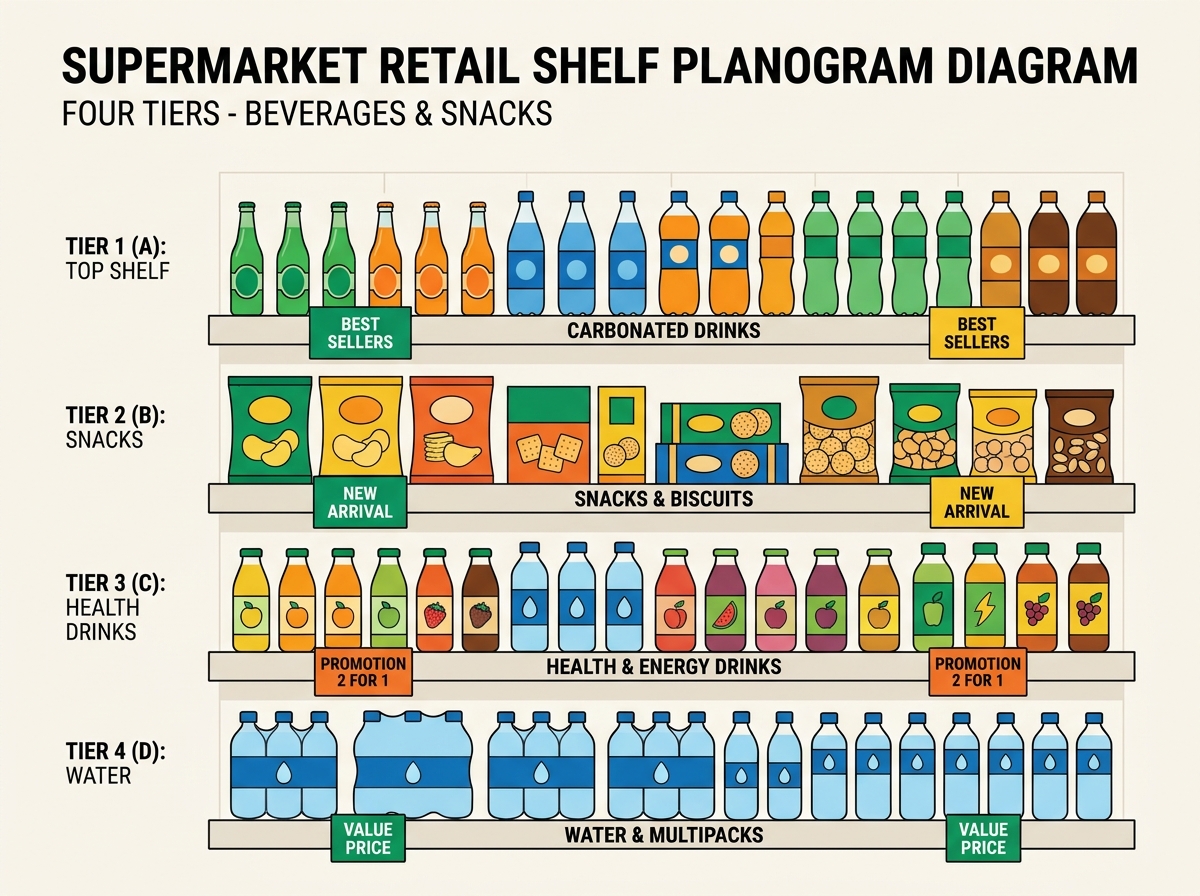 SUPERMARKET RETAIL SHELF PLANOGRAM DIAGRAM
FOUR TIERS - BEVERAGES & SNACKS
TIER 1 (A):
TOP SHELF
BEST
SELLERS
CARBONATED DRINKS
BEST
SELLERS
TIER 2 (B):
SNACKS
NEW
ARRIVAL
SNACKS & BISCUITS
NEW
ARRIVAL
TIER 3 (C):
HEALTH
DRINKS
PROMOTION
2 FOR 1
HEALTH & ENERGY DRINKS
PROMOTION
2 FOR 1
TIER 4 (D):
WATER
VALUE
PRICE
WATER & MULTIPACKS
VALUE
PRICE